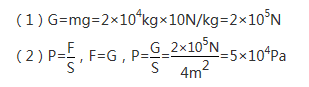 (1) G=mg=2×10⁴kg×10N/kg=2×10⁵N
(2) P=F/S , F=G , P=G/S=2×10⁵N/4m²=5×10⁴Pa